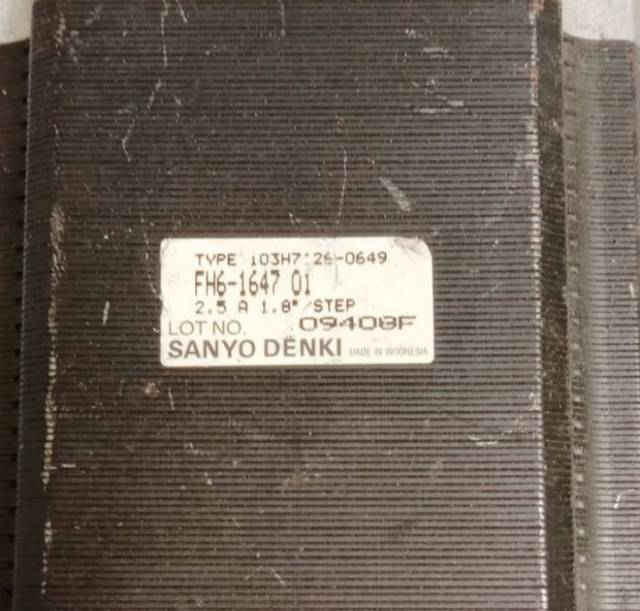 TYPE 103H7126-0649
FH6-1647 01
2.5 A 1.8°/STEP
LOT NO. 09408F
SANYO DENKI MADE IN INDONESIA